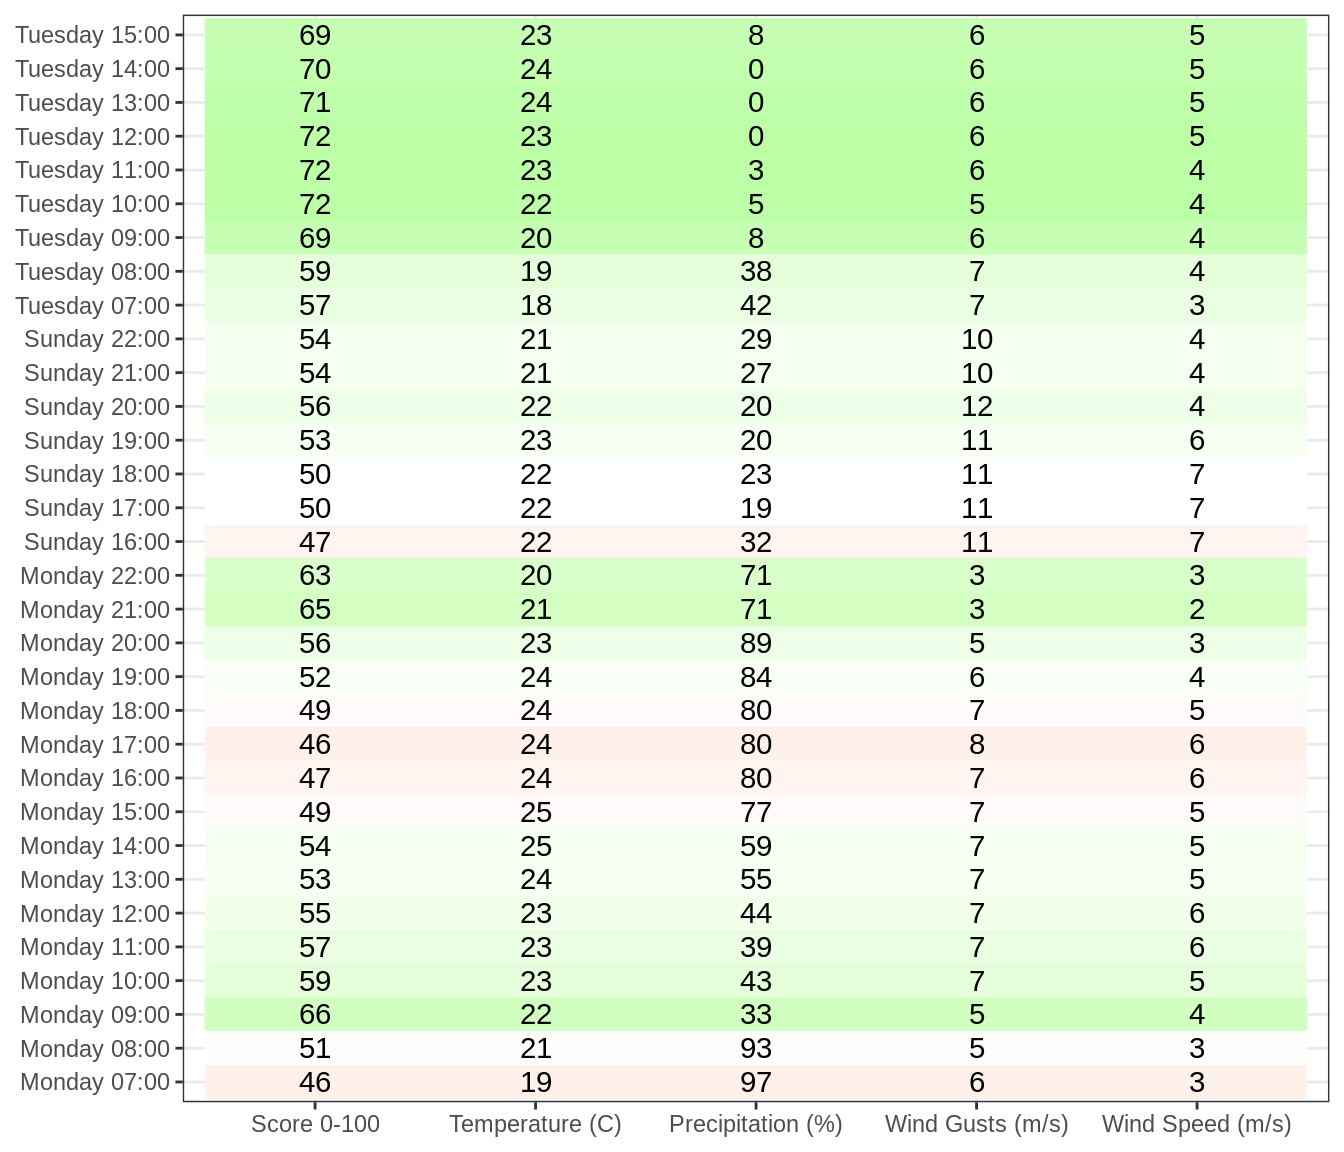 Tuesday 15:00 69 23 8 6 5
Tuesday 14:00 70 24 0 6 5
Tuesday 13:00 71 24 0 6 5
Tuesday 12:00 72 23 0 6 5
Tuesday 11:00 72 23 3 6 4
Tuesday 10:00 72 22 5 5 4
Tuesday 09:00 69 20 8 6 4
Tuesday 08:00 59 19 38 7 4
Tuesday 07:00 57 18 42 7 3
Sunday 22:00 54 21 29 10 4
Sunday 21:00 54 21 27 10 4
Sunday 20:00 56 22 20 12 4
Sunday 19:00 53 23 20 11 6
Sunday 18:00 50 22 23 11 7
Sunday 17:00 50 22 19 11 7
Sunday 16:00 47 22 32 11 7
Monday 22:00 63 20 71 3 3
Monday 21:00 65 21 71 3 2
Monday 20:00 56 23 89 5 3
Monday 19:00 52 24 84 6 4
Monday 18:00 49 24 80 7 5
Monday 17:00 46 24 80 8 6
Monday 16:00 47 24 80 7 6
Monday 15:00 49 25 77 7 5
Monday 14:00 54 25 59 7 5
Monday 13:00 53 24 55 7 5
Monday 12:00 55 23 44 7 6
Monday 11:00 57 23 39 7 6
Monday 10:00 59 23 43 7 5
Monday 09:00 66 22 33 5 4
Monday 08:00 51 21 93 5 3
Monday 07:00 46 19 97 6 3
Score 0-100 Temperature (C) Precipitation (%) Wind Gusts (m/s) Wind Speed (m/s)